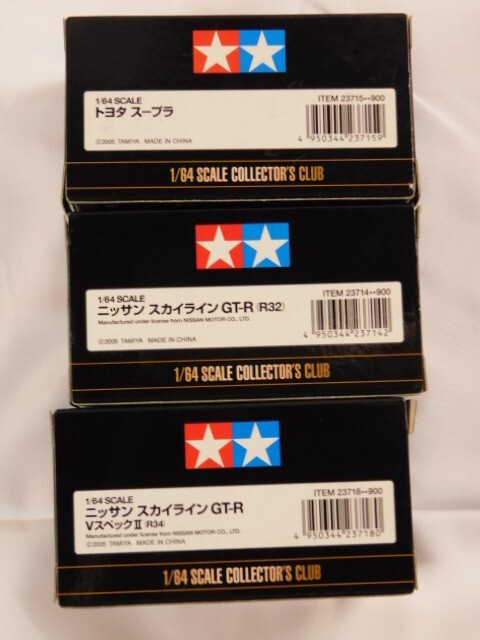 1/64 SCALE
トヨタ スープラ
ITEM 23715↔900
4 950344 237159
©2005 TAMIYA MADE IN CHINA
1/64 SCALE COLLECTOR'S CLUB
1/64 SCALE
ニッサン スカイライン GT-R (R32)
Manufactured under license from NISSAN MOTOR CO., LTD.
ITEM 23714↔900
4 950344 237142
©2005 TAMIYA MADE IN CHINA
1/64 SCALE COLLECTOR'S CLUB
1/64 SCALE
ニッサン スカイライン GT-R
VスペックⅡ (R34)
Manufactured under license from NISSAN MOTOR CO., LTD.
ITEM 23718↔900
4 950344 237180
©2005 TAMIYA MADE IN CHINA
1/64 SCALE COLLECTOR'S CLUB